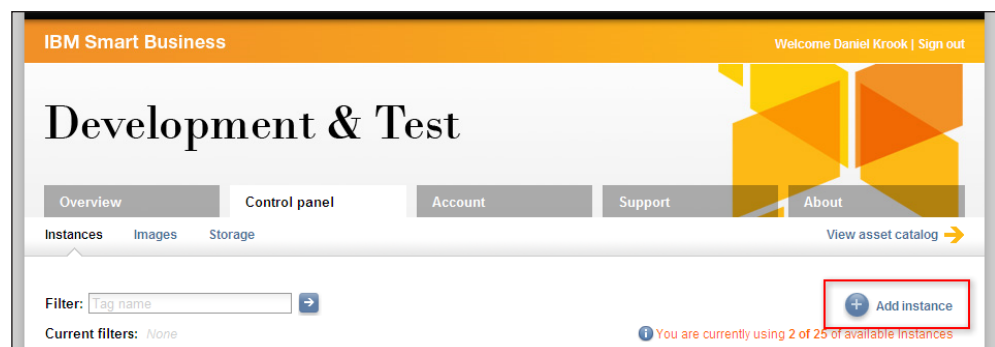 IBM Smart Business
Welcome Daniel Krook | Sign out
Development & Test
Overview Control panel Account Support About
Instances Images Storage View asset catalog
Filter: Tag name
Add instance
Current filters: None
You are currently using 2 of 25 of available Instances